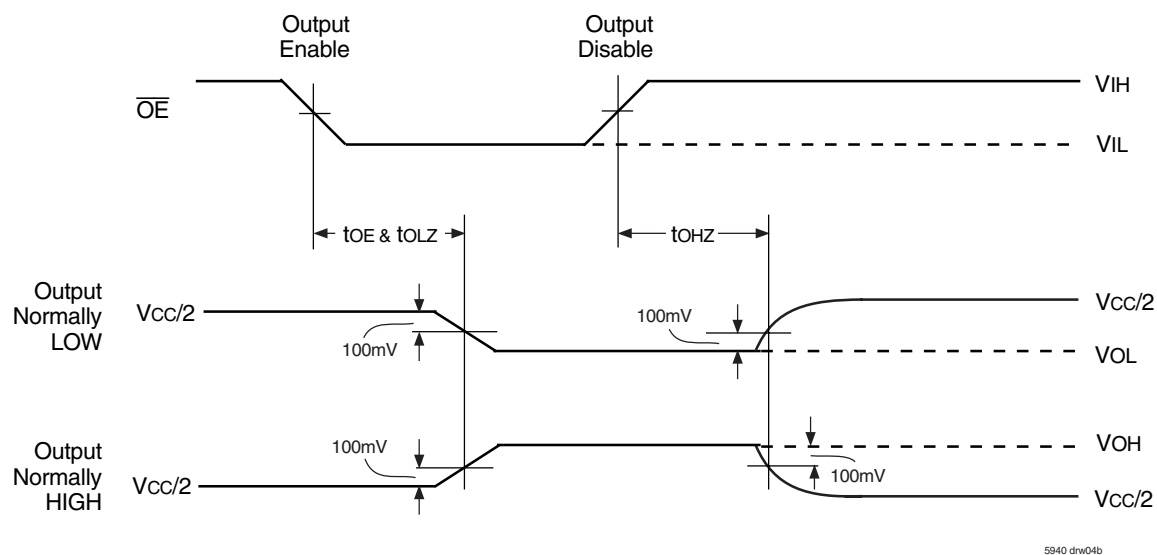 Output
Enable
Output
Disable
OE
VIH
VIL
tOE & tOLZ
tOHZ
Output
Normally
LOW
VCC/2
100mV
100mV
VCC/2
VOL
Output
Normally
HIGH
VCC/2
100mV
VOH
100mV
VCC/2
5940 drw04b